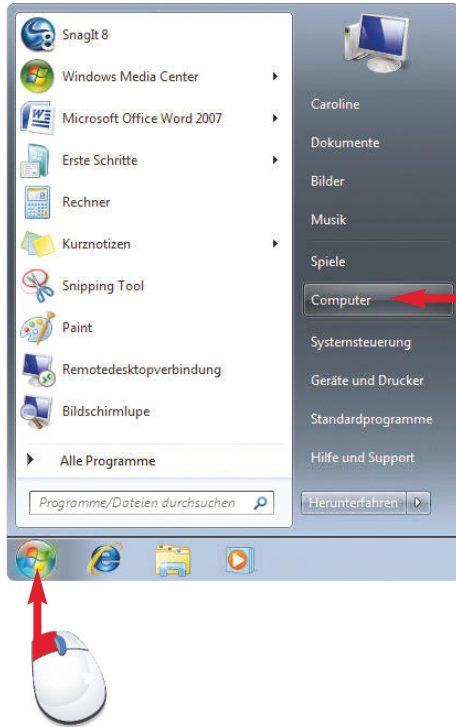 SnagIt 8
Windows Media Center
Microsoft Office Word 2007
Erste Schritte
Rechner
Kurznotizen
Snipping Tool
Paint
Remotedesktopverbindung
Bildschirmlupe
Alle Programme
Programme/Dateien durchsuchen
Caroline
Dokumente
Bilder
Musik
Spiele
Computer
Systemsteuerung
Geräte und Drucker
Standardprogramme
Hilfe und Support
Herunterfahren